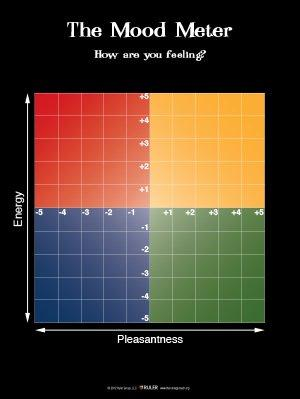 The Mood Meter
How are you feeling?
+5
+4
+3
+2
+1
Energy
-5 -4 -3 -2 -1 +1 +2 +3 +4 +5
-1
-2
-3
-4
-5
Pleasantness
RULER